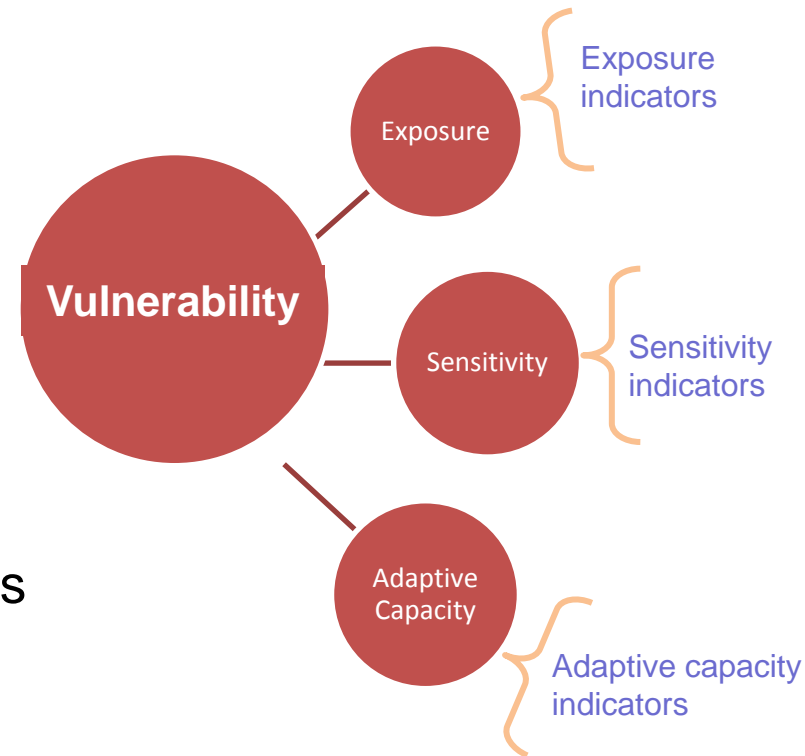 Exposure
indicators
Exposure
Vulnerability
Sensitivity
Sensitivity
indicators
s
Adaptive
Capacity
Adaptive capacity
indicators